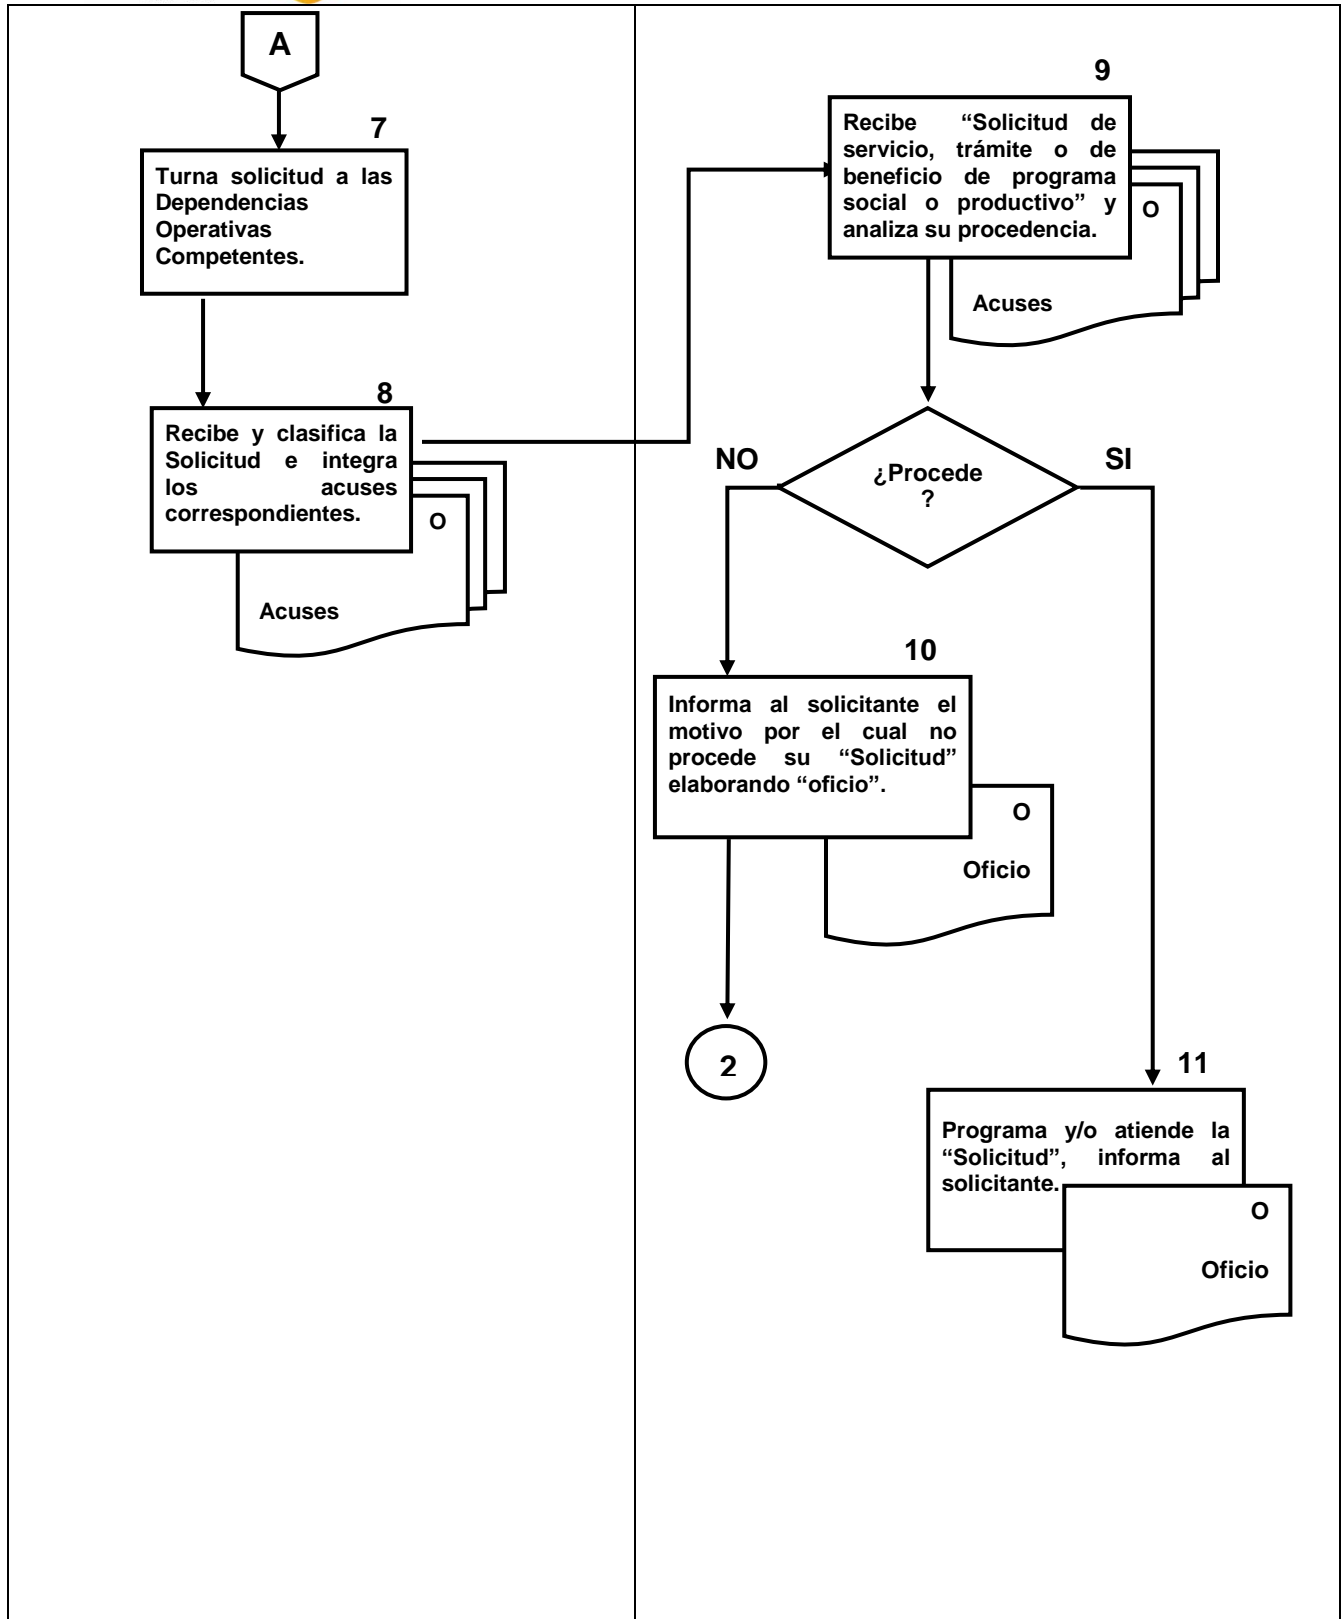 A
7
Turna solicitud a las
Dependencias
Operativas
Competentes.
8
Recibe y clasifica la
Solicitud e integra
los acuses
correspondientes.
O
Acuses
9
Recibe “Solicitud de
servicio, trámite o de
beneficio de programa
social o productivo” y
analiza su procedencia.
O
Acuses
NO
¿Procede
?
SI
10
Informa al solicitante el
motivo por el cual no
procede su “Solicitud”
elaborando “oficio”.
O
Oficio
2
11
Programa y/o atiende la
“Solicitud”, informa al
solicitante.
O
Oficio